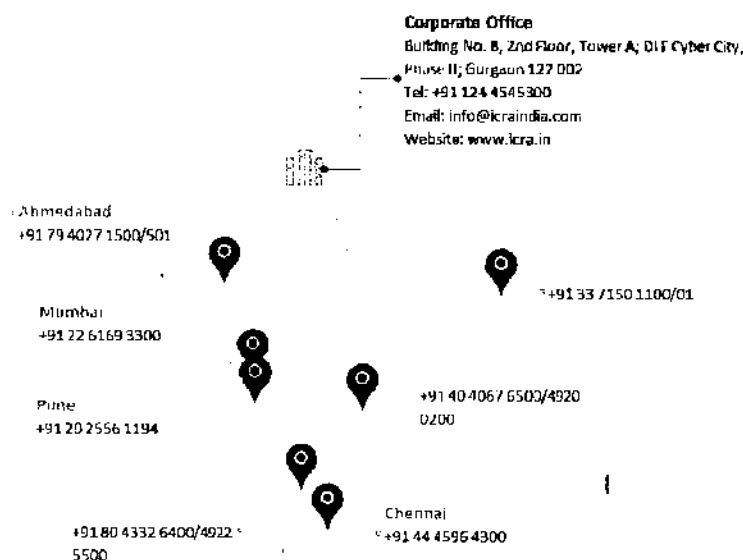 Corporate Office
Building No. 8, 2nd Floor, Tower A; DLF Cyber City,
Phase II; Gurgaon 122 002
Tel: +91 124 4545300
Email: info@icraindia.com
Website: www.icra.in
Ahmedabad
+91 79 4027 1500/501
+91 33 7150 1100/01
Mumbai
+91 22 6169 3300
+91 40 4067 6500/4920
0200
Pune
+91 20 2556 1194
Chennai
+91 44 4596 4300
+91 80 4332 6400/4922
5500